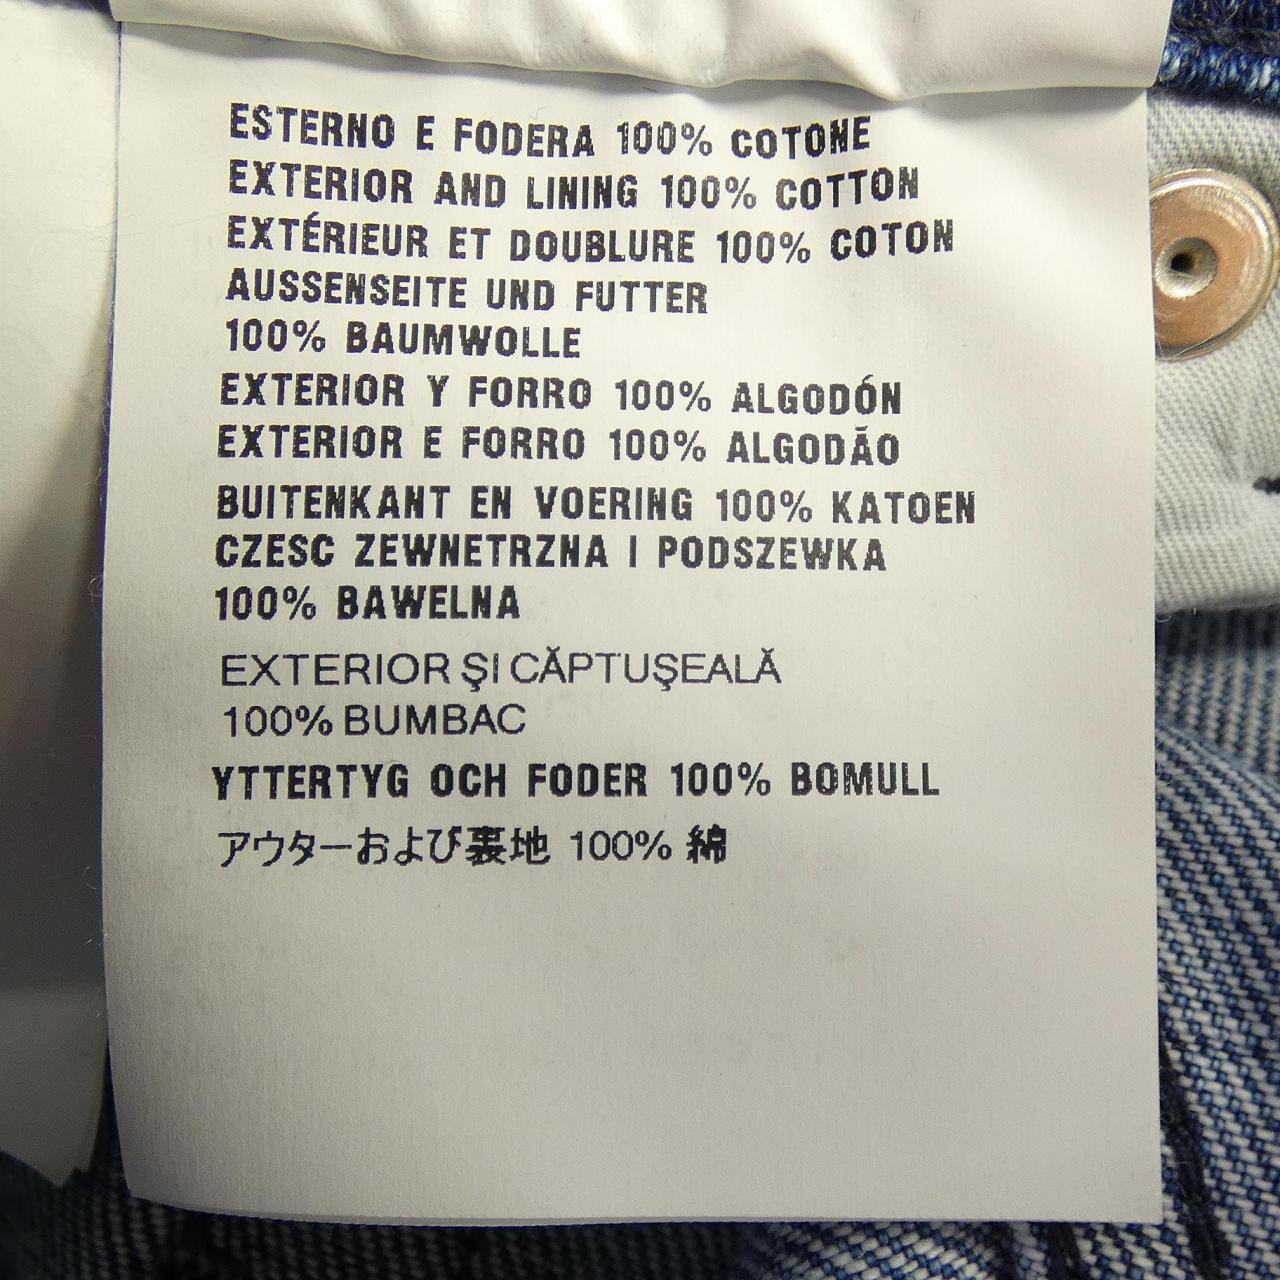 ESTERNO E FODERA 100% COTONE
EXTERIOR AND LINING 100% COTTON
EXTÉRIEUR ET DOUBLURE 100% COTON
AUSSENSEITE UND FUTTER
100% BAUMWOLLE
EXTERIOR Y FORRO 100% ALGODÓN
EXTERIOR E FORRO 100% ALGODÃO
BUITENKANT EN VOERING 100% KATOEN
CZESC ZEWNETRZNA I PODSZEWKA
100% BAWELNA
EXTERIOR ŞI CĂPTUŞEALĂ
100% BUMBAC
YTTERTYG OCH FODER 100% BOMULL
アウターおよび裏地 100% 綿